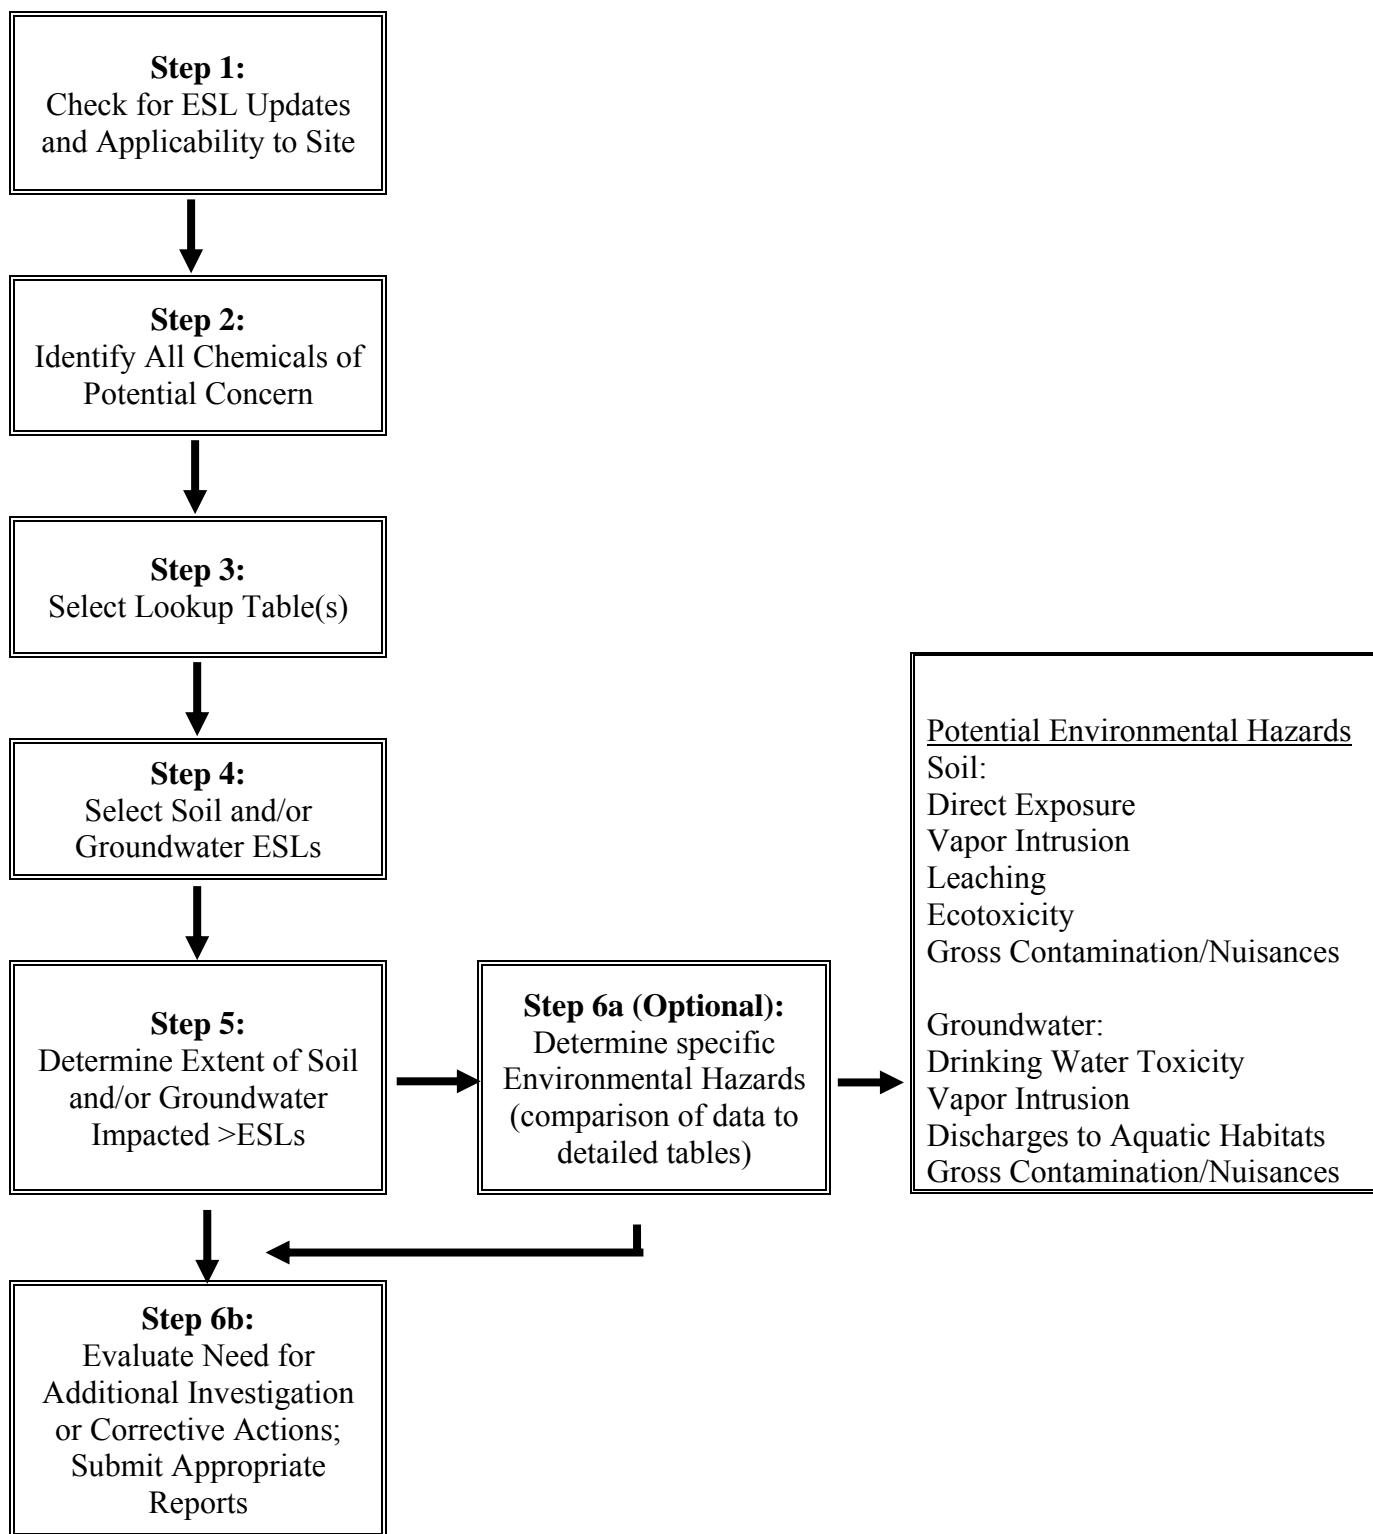 Step 1:
Check for ESL Updates
and Applicability to Site
Step 2:
Identify All Chemicals of
Potential Concern
Step 3:
Select Lookup Table(s)
Step 4:
Select Soil and/or
Groundwater ESLs
Step 5:
Determine Extent of Soil
and/or Groundwater
Impacted >ESLs
Step 6a (Optional):
Determine specific
Environmental Hazards
(comparison of data to
detailed tables)
Potential Environmental Hazards
Soil:
Direct Exposure
Vapor Intrusion
Leaching
Ecotoxicity
Gross Contamination/Nuisances
Groundwater:
Drinking Water Toxicity
Vapor Intrusion
Discharges to Aquatic Habitats
Gross Contamination/Nuisances
Step 6b:
Evaluate Need for
Additional Investigation
or Corrective Actions;
Submit Appropriate
Reports